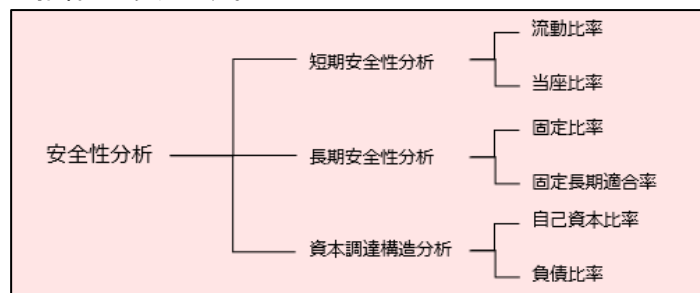 安全性分析
短期安全性分析
流動比率
当座比率
長期安全性分析
固定比率
固定長期適合率
資本調達構造分析
自己資本比率
負債比率